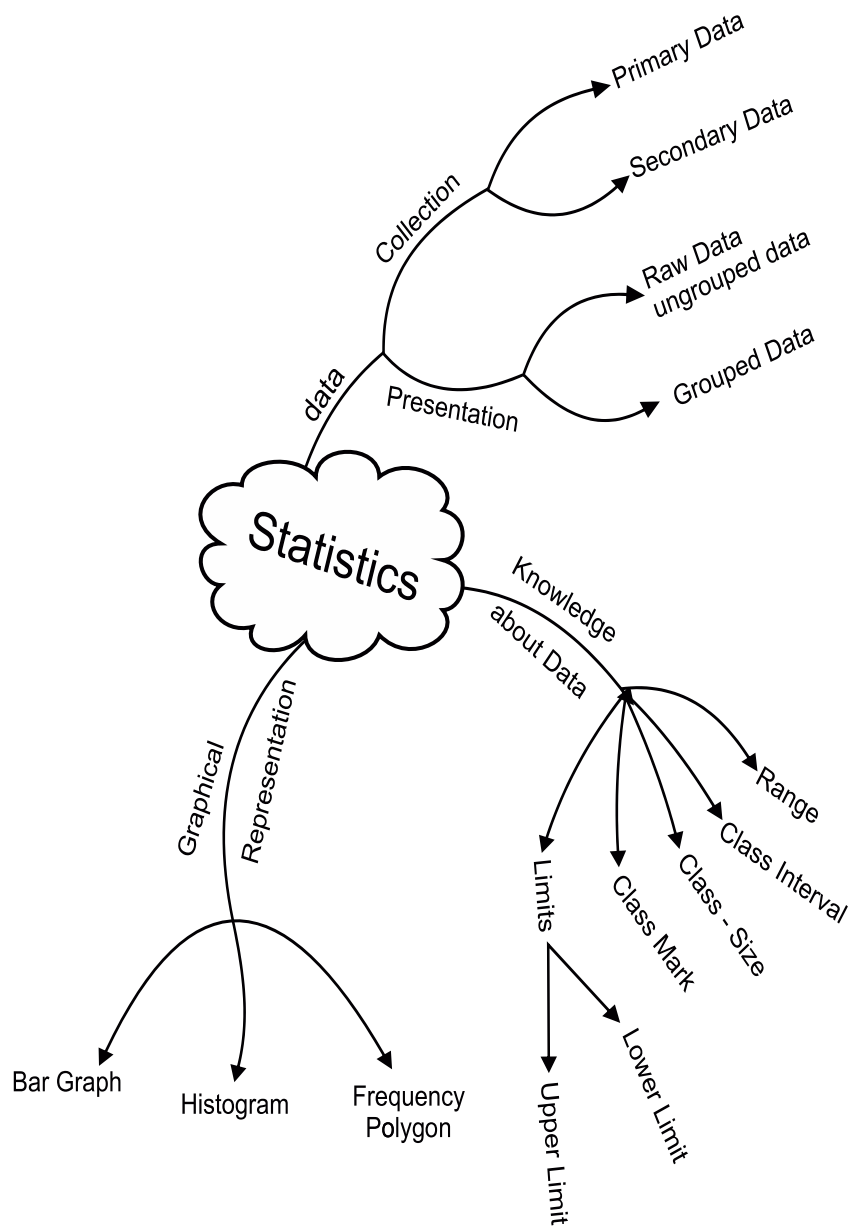 Primary Data
Secondary Data
Collection
Raw Data
ungrouped data
Grouped Data
data
Presentation
Statistics
Knowledge
about Data
Graphical
Representation
Range
Class Interval
Class - Size
Class Mark
Limits
Lower Limit
Upper Limit
Bar Graph
Histogram
Frequency
Polygon